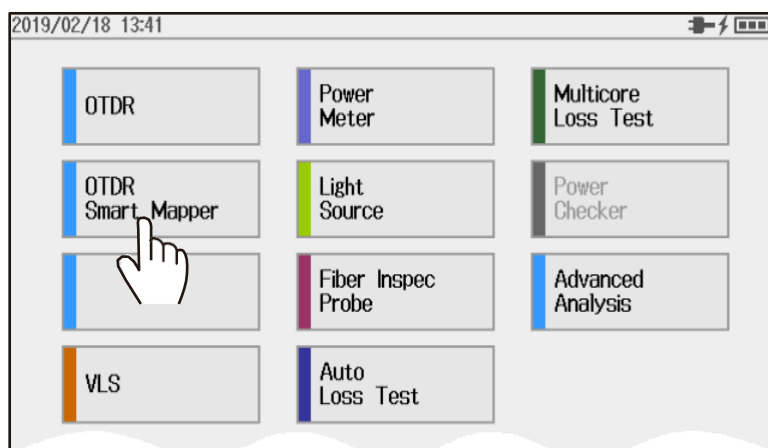 2019/02/18 13:41
OTDR
Power
Meter
Multicore
Loss Test
OTDR
Smart Mapper
Light
Source
Power
Checker
Fiber Inspec
Probe
Advanced
Analysis
VLS
Auto
Loss Test